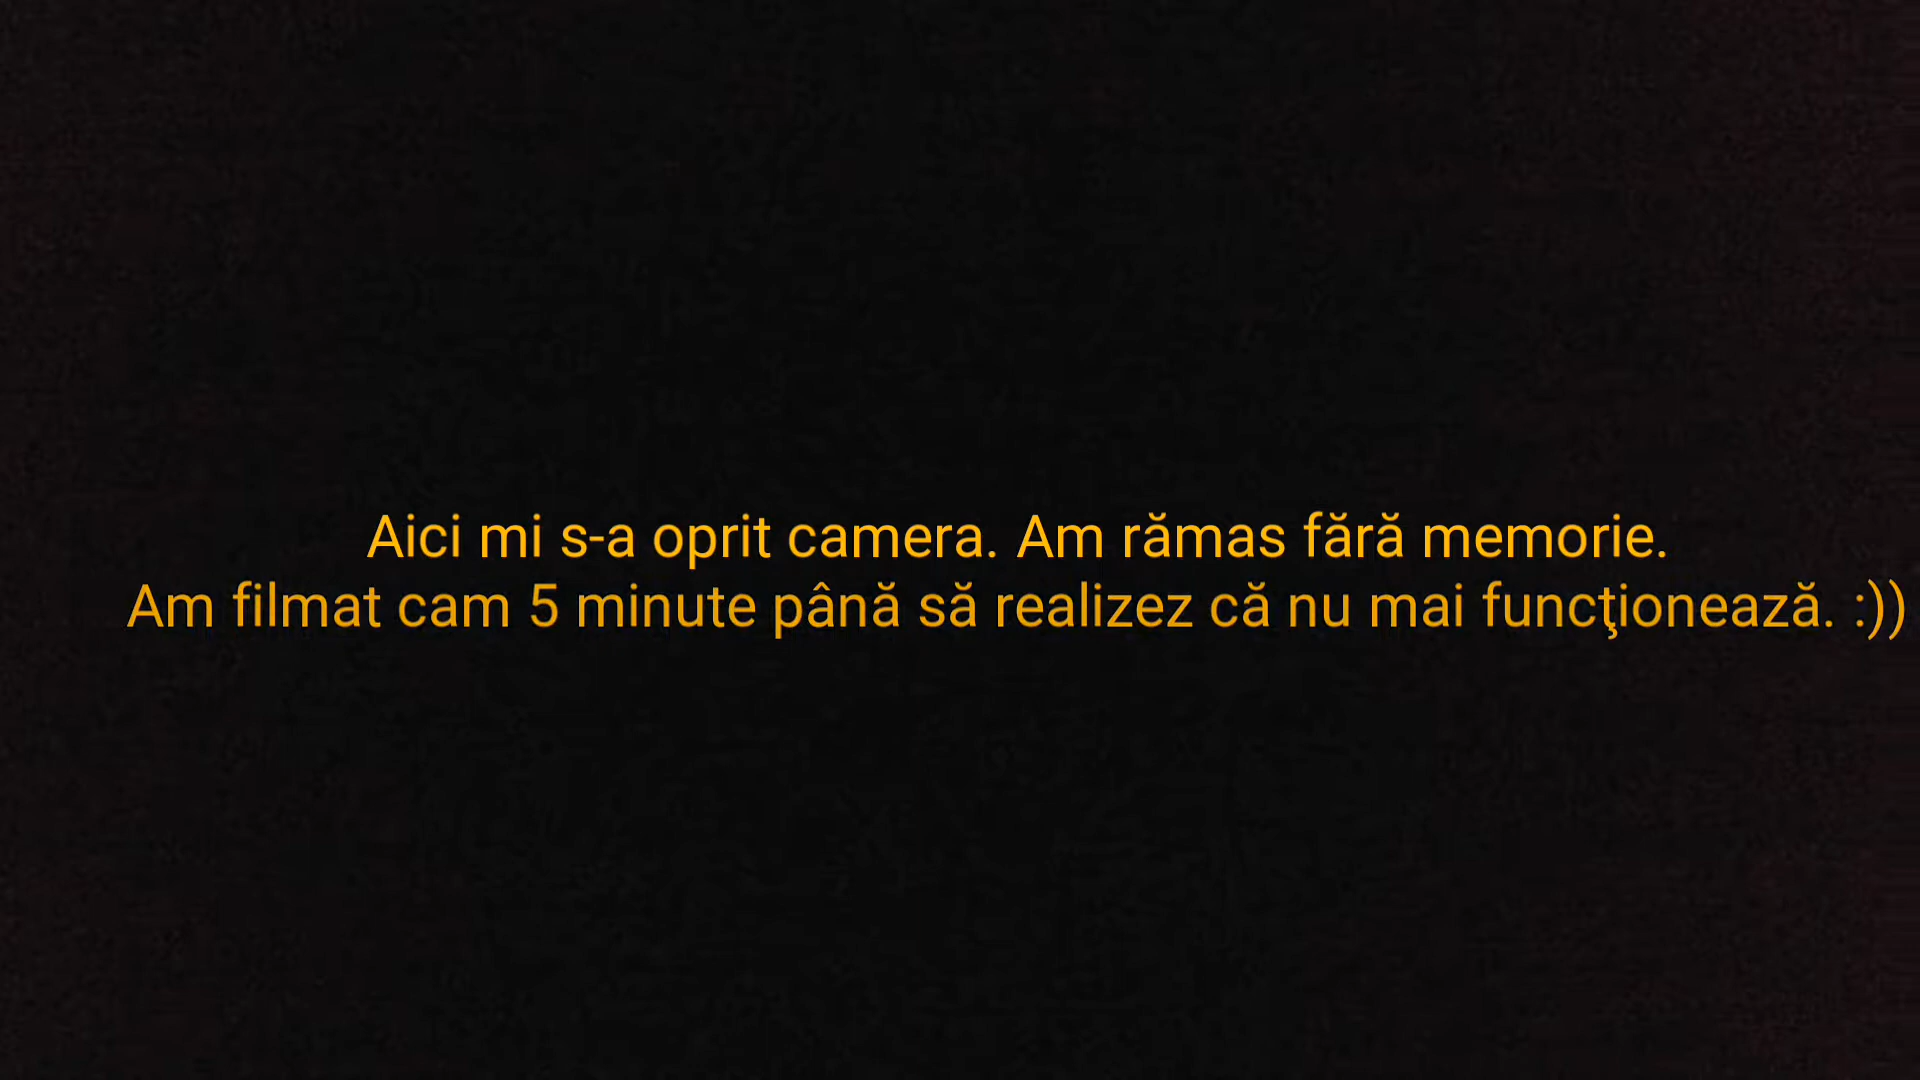 Aici mi s-a oprit camera. Am rămas fără memorie.
Am filmat cam 5 minute până să realizez că nu mai funcţionează. :))